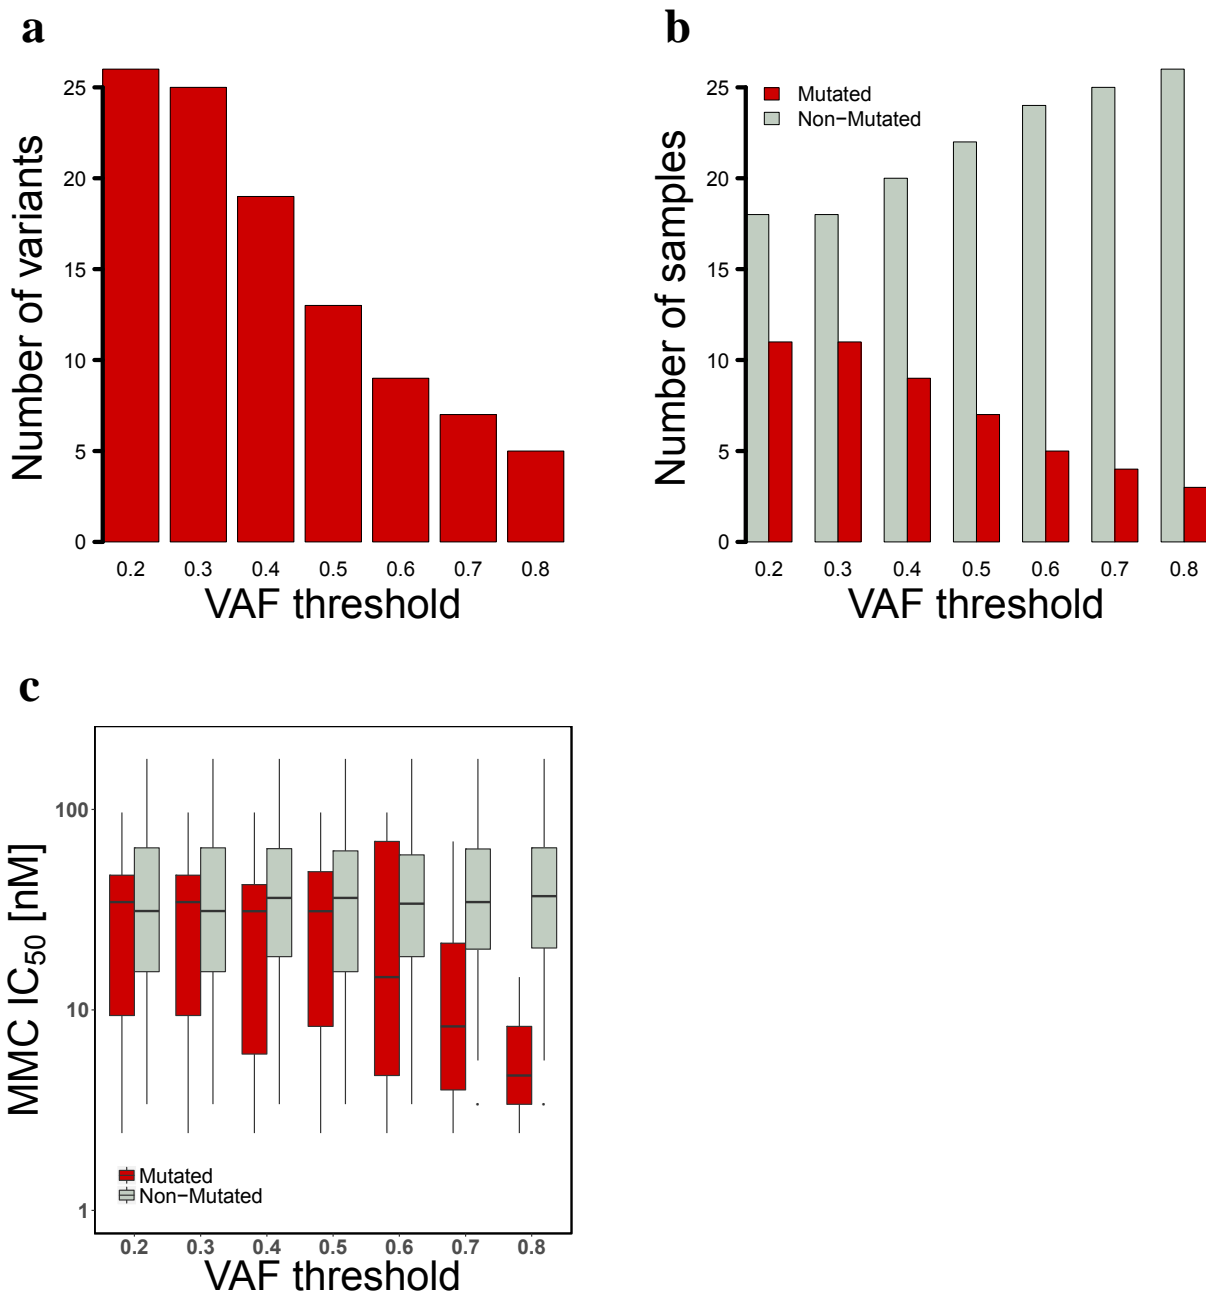 a
Number of variants
25
20
15
10
5
0
0.2 0.3 0.4 0.5 0.6 0.7 0.8
VAF threshold
b
Number of samples
25
20
15
10
5
0
Mutated
Non−Mutated
0.2 0.3 0.4 0.5 0.6 0.7 0.8
VAF threshold
c
MMC IC50 [nM]
100
10
1
Mutated
Non−Mutated
0.2 0.3 0.4 0.5 0.6 0.7 0.8
VAF threshold